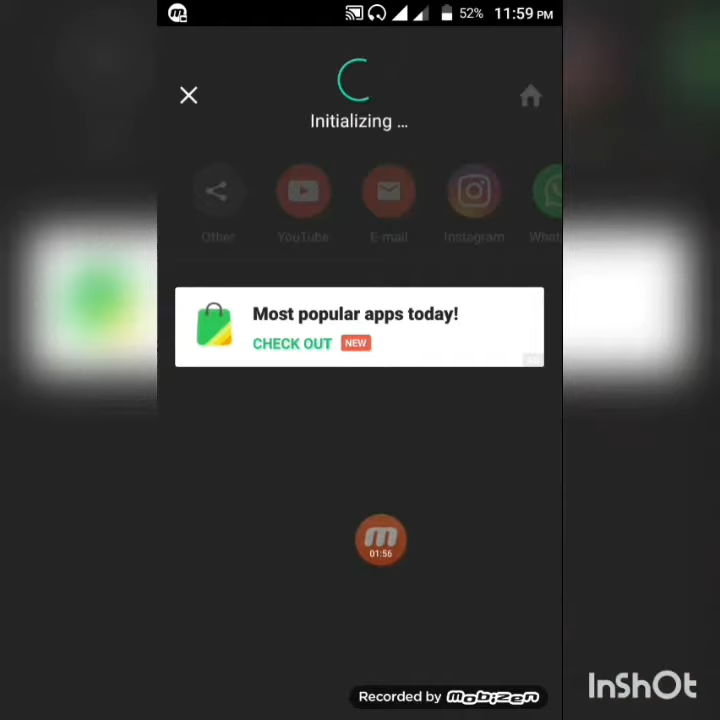 52% 11:59 PM
Initializing ...
Other YouTube E-mail Instagram What
Most popular apps today!
CHECK OUT NEW
01:56
Recorded by mobizen
InShOt